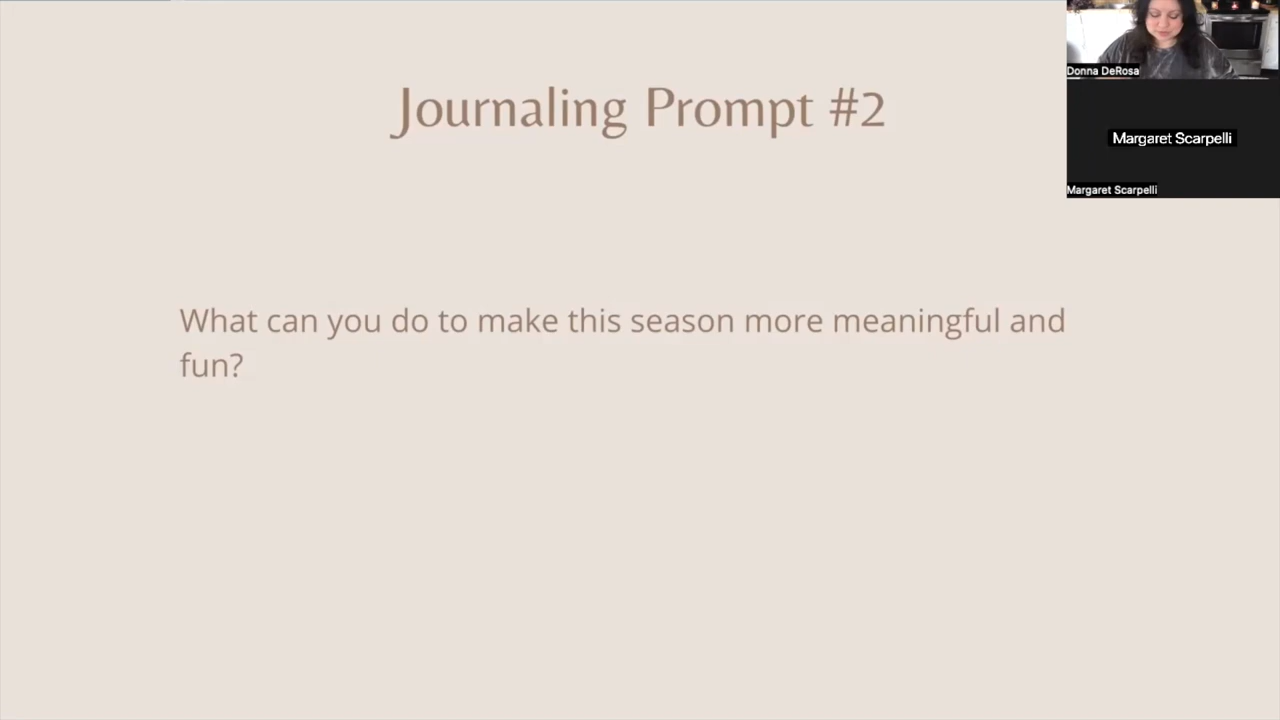 Journaling Prompt #2
What can you do to make this season more meaningful and
fun?
Donna DeRosa
Margaret Scarpelli
Margaret Scarpelli